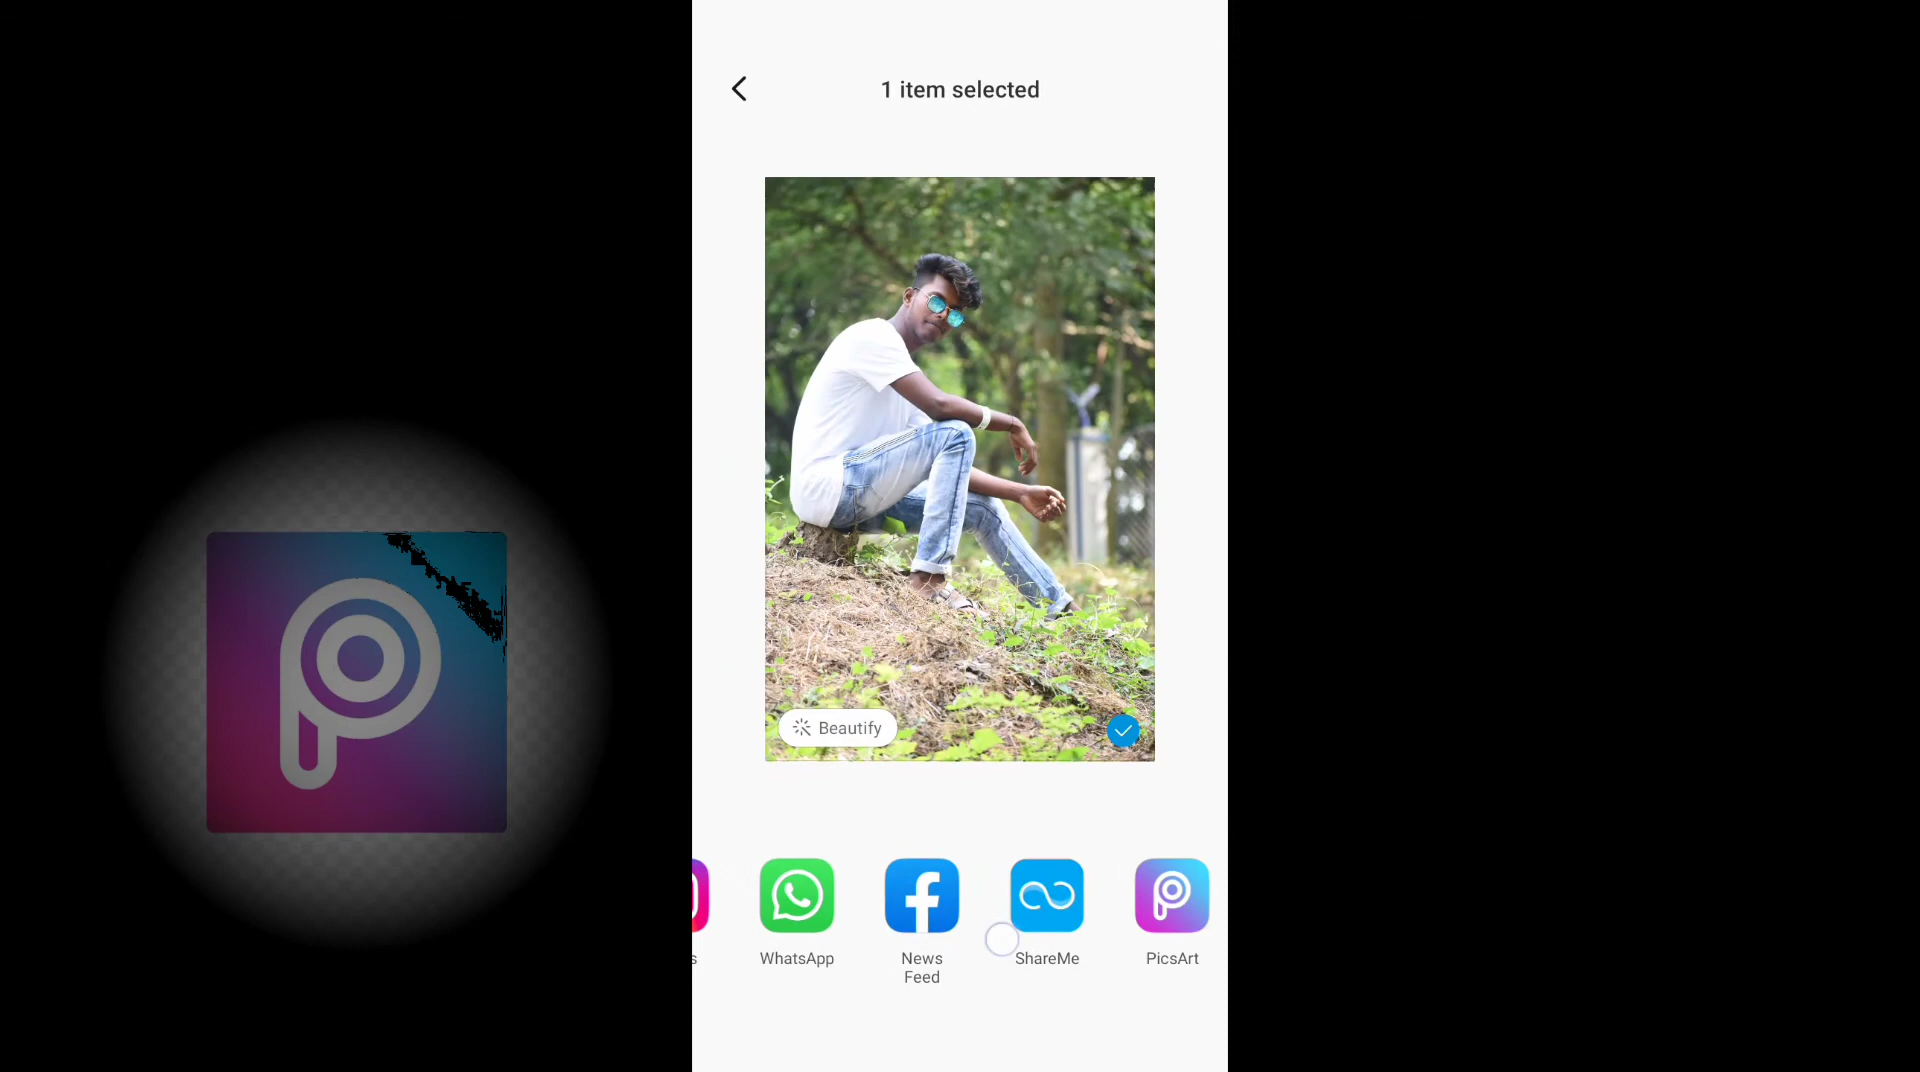 1 item selected
Beautify
s
WhatsApp
News
Feed
ShareMe
PicsArt